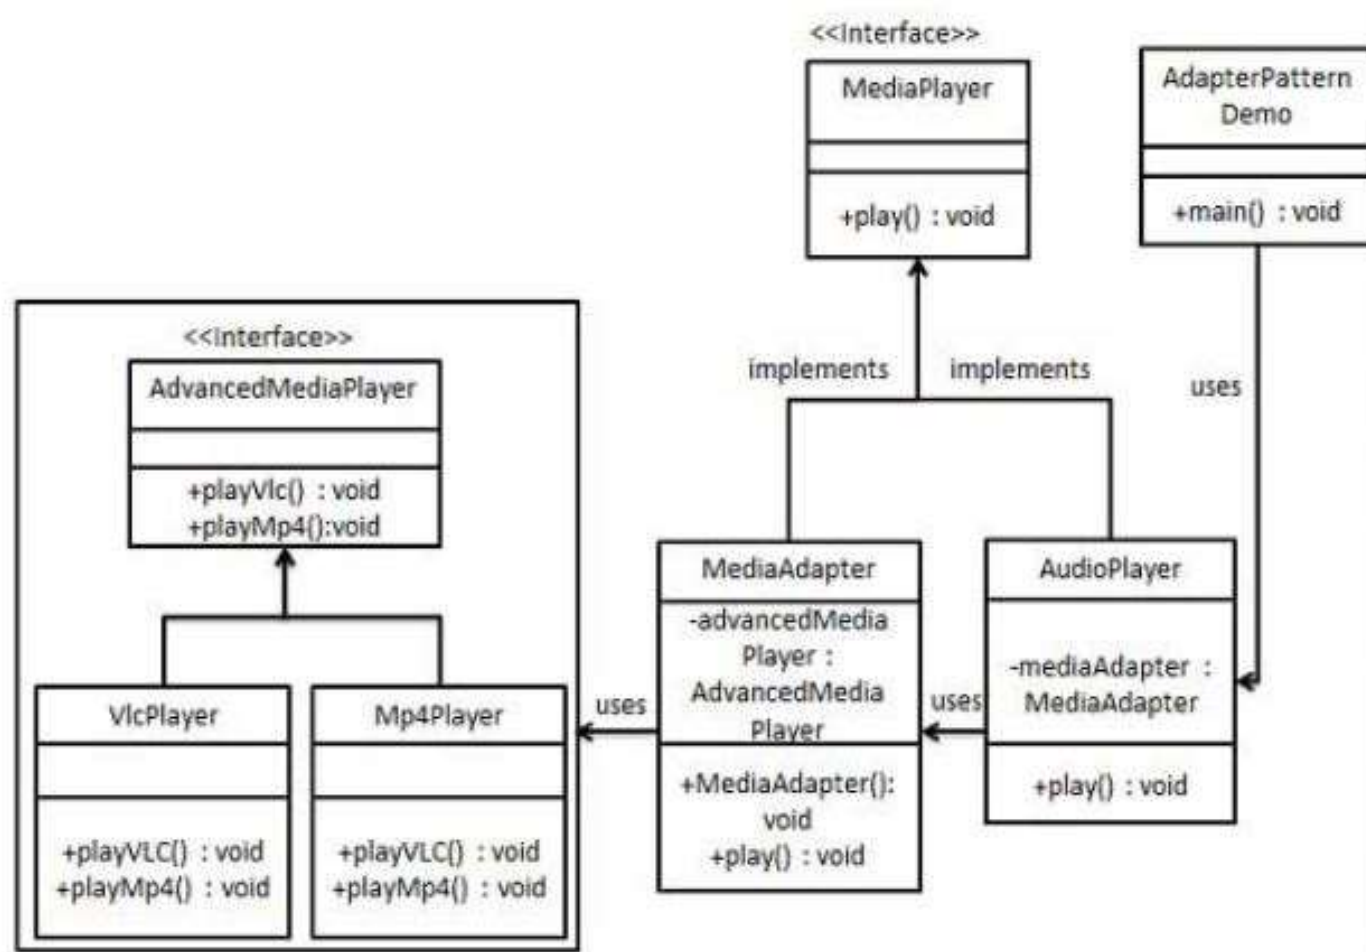 <<Interface>>
MediaPlayer
+play() : void
AdapterPattern
Demo
+main() : void
implements
implements
uses
<<Interface>>
AdvancedMediaPlayer
+playVlc() : void
+playMp4():void
VlcPlayer
+playVLC() : void
+playMp4() : void
Mp4Player
+playVLC() : void
+playMp4() : void
uses
MediaAdapter
-advancedMedia
Player :
AdvancedMedia
Player
+MediaAdapter():
void
+play() : void
uses
AudioPlayer
-mediaAdapter :
MediaAdapter
+play() : void